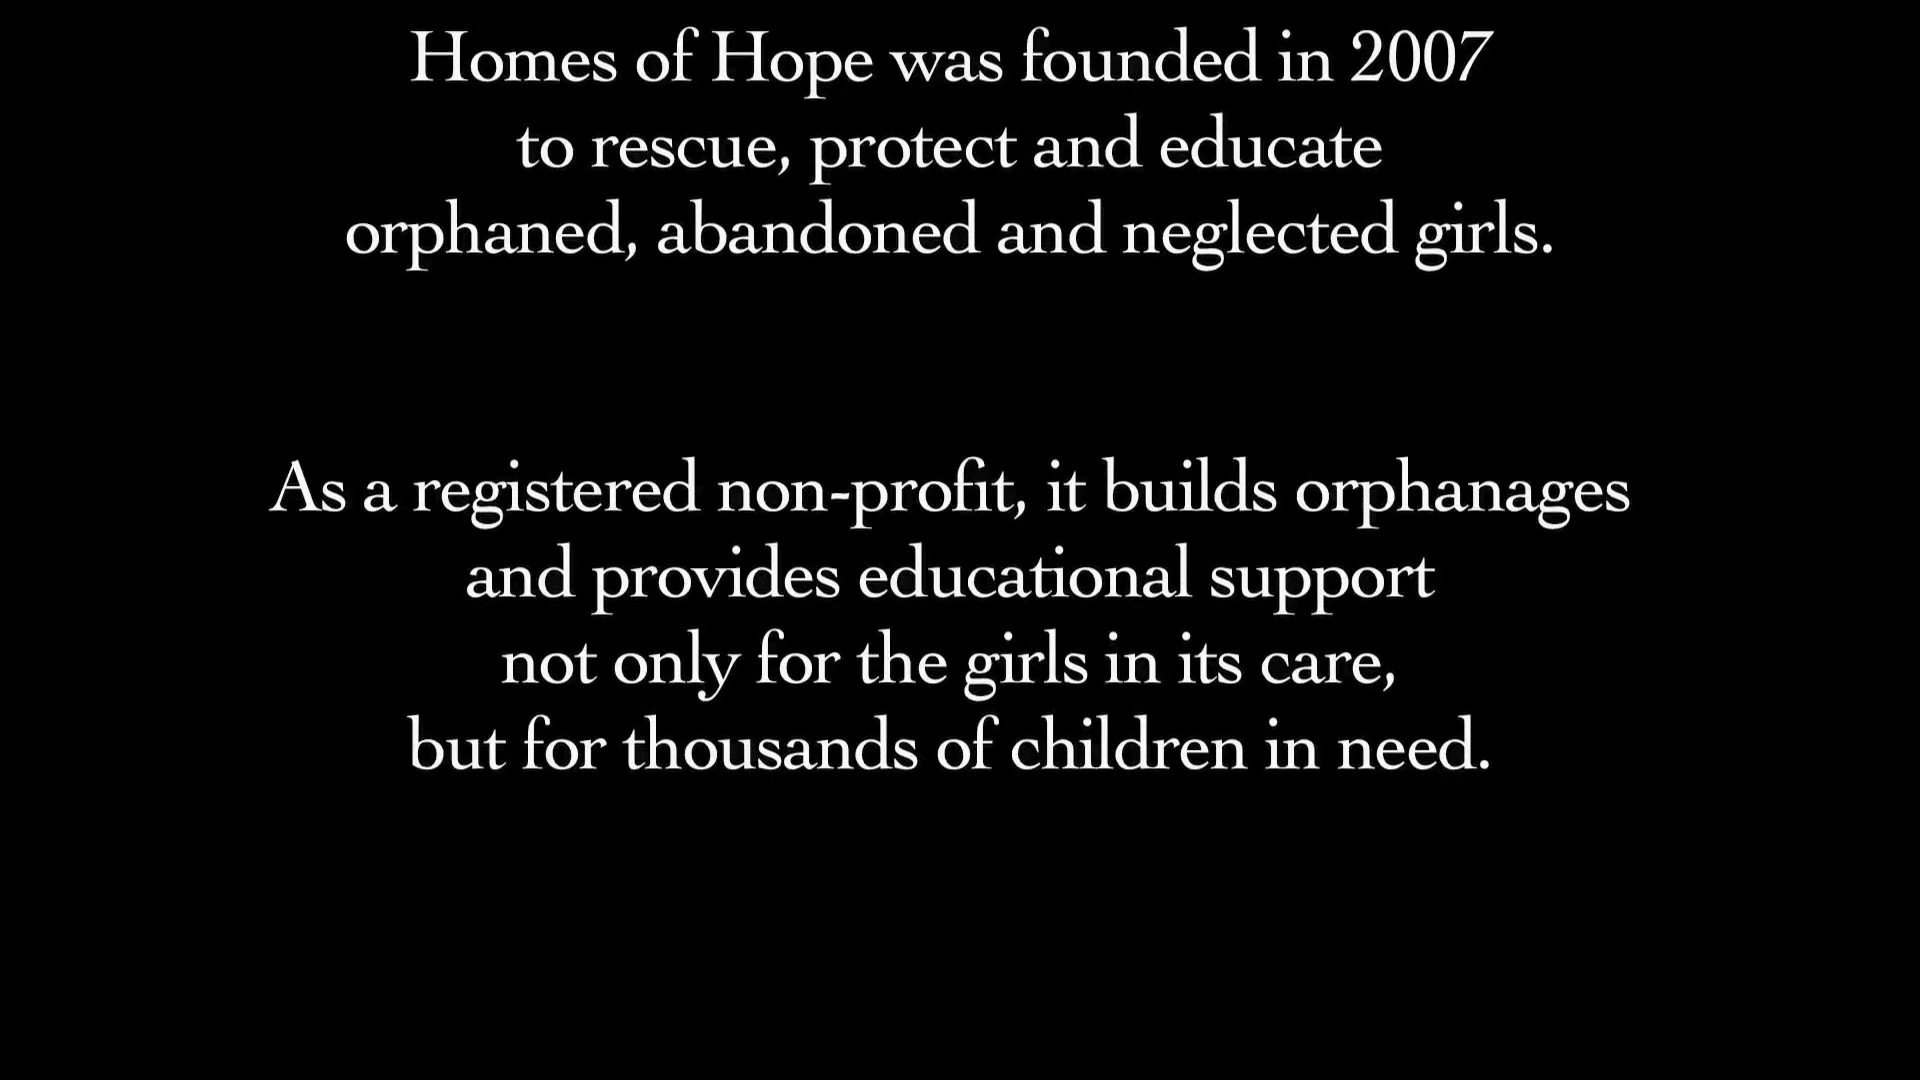 Homes of Hope was founded in 2007
to rescue, protect and educate
orphaned, abandoned and neglected girls.
As a registered non-profit, it builds orphanages
and provides educational support
not only for the girls in its care,
but for thousands of children in need.